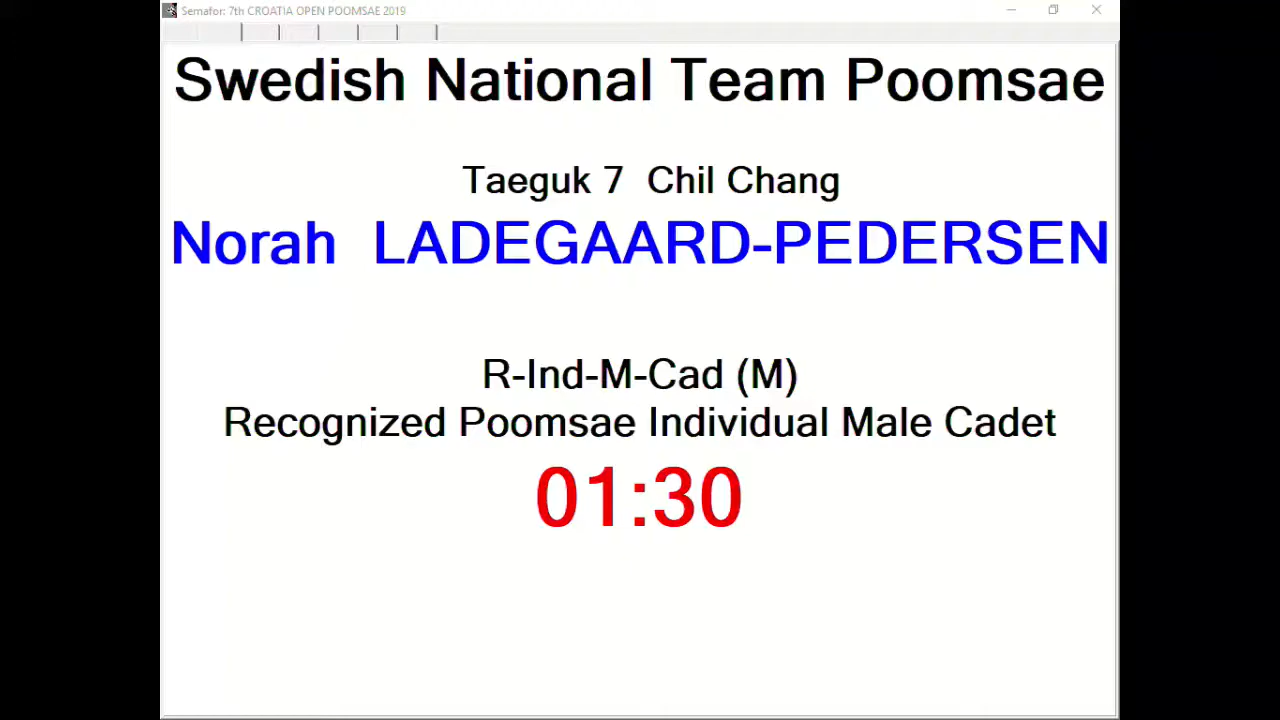 Semafor: 7th CROATIA OPEN POOMSAE 2019
Swedish National Team Poomsae
Taeguk 7 Chil Chang
Norah LADEGAARD-PEDERSEN
R-Ind-M-Cad (M)
Recognized Poomsae Individual Male Cadet
01:30